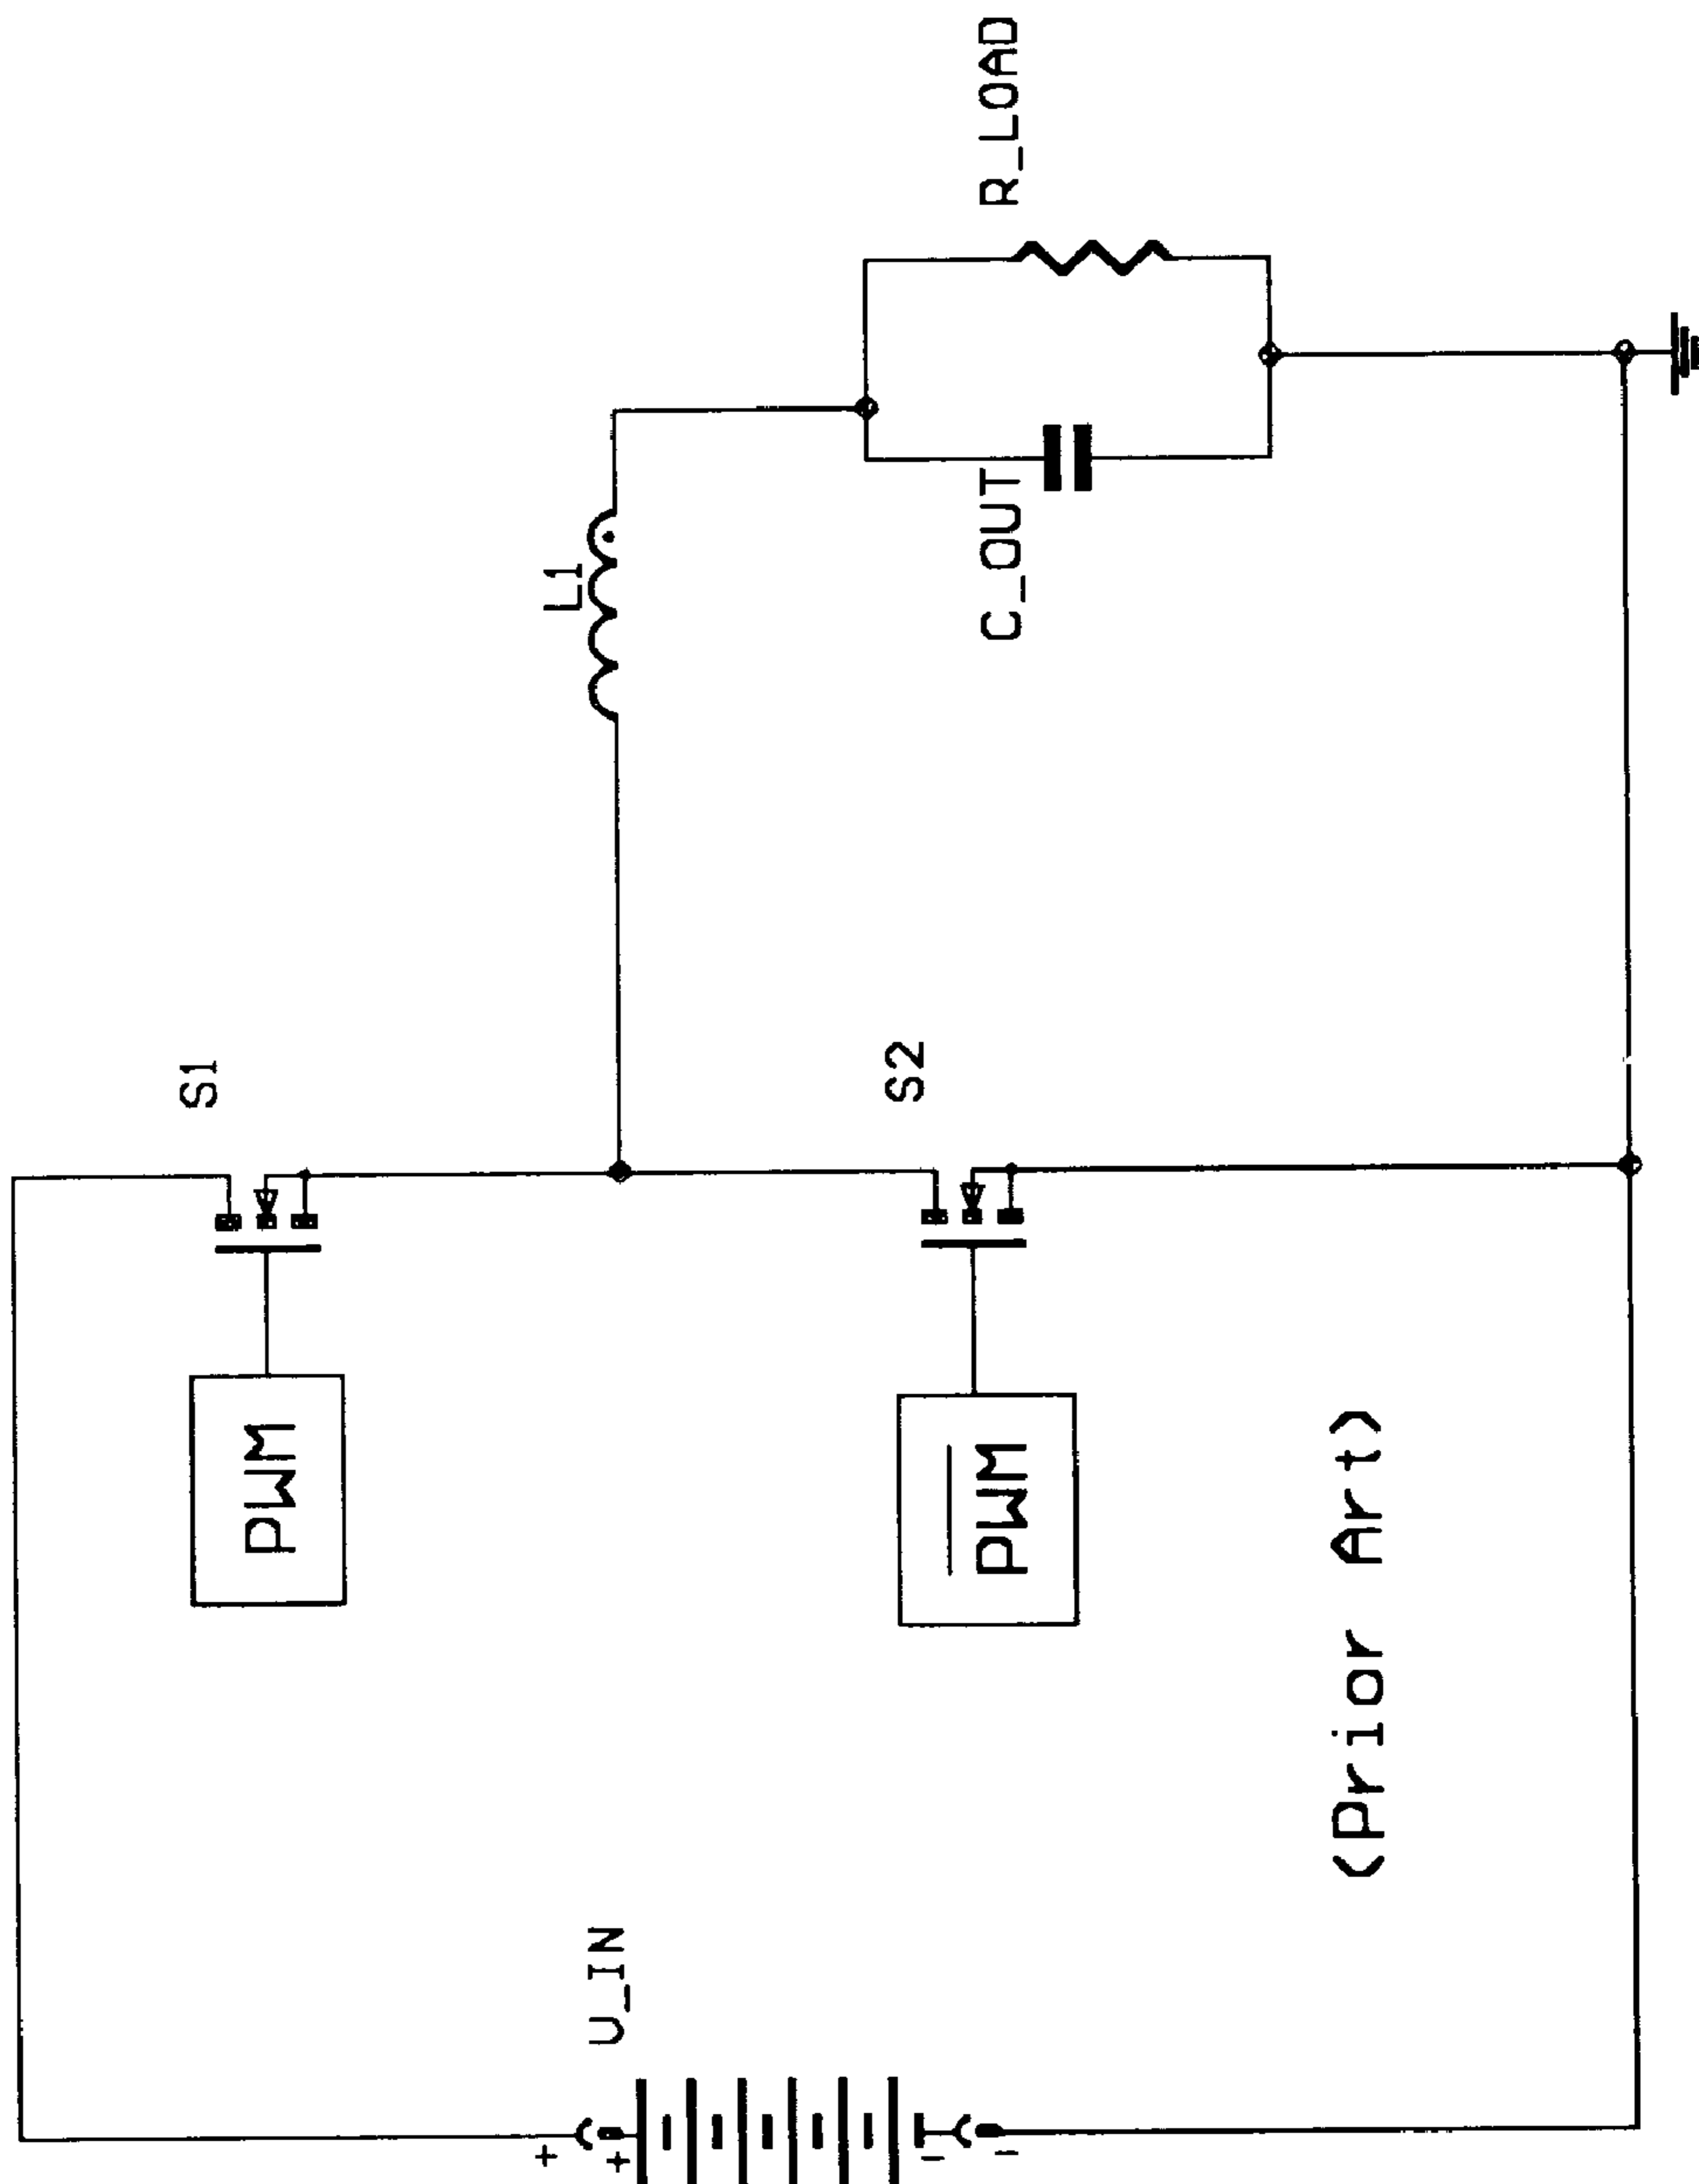 S1
PWM
+
L1
U_IN
+
S2
-
PWM
-
C_OUT
R_LOAD
(Prior Art)